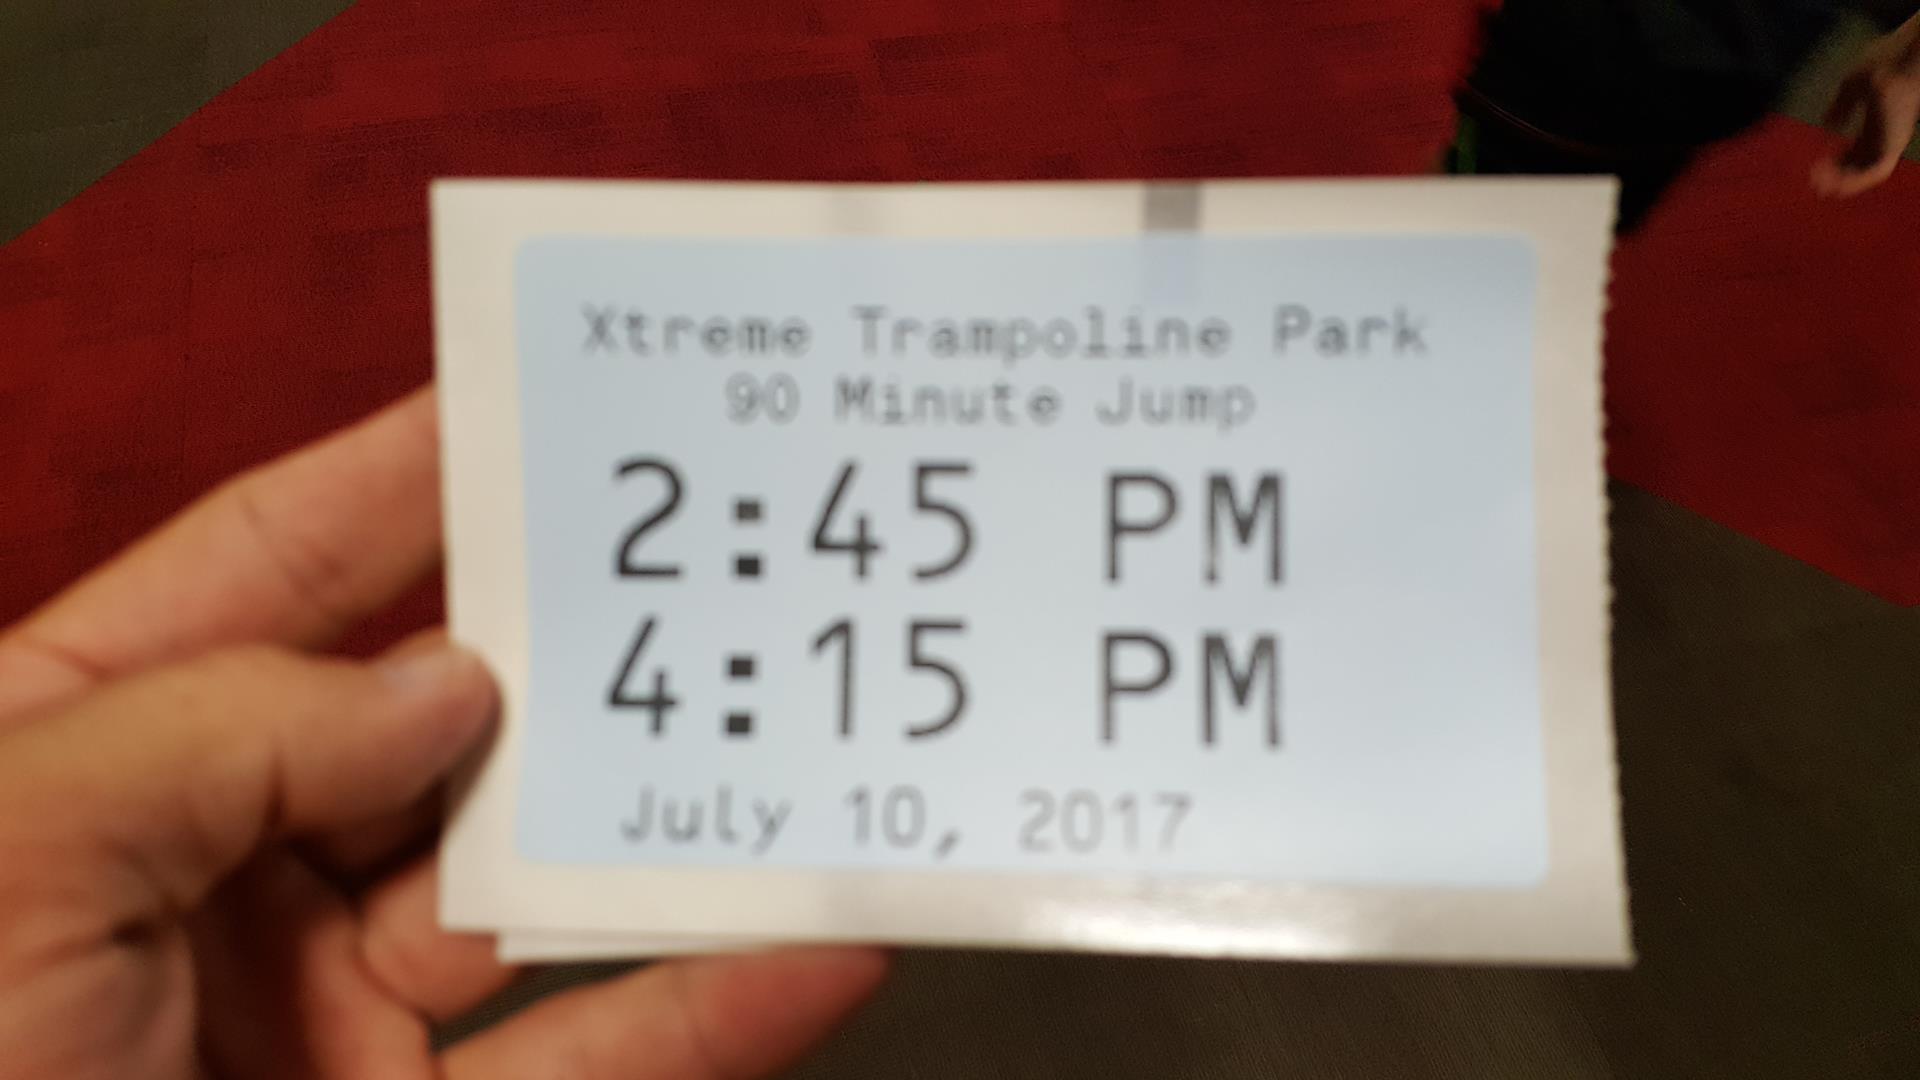 Xtreme Trampoline Park
90 Minute Jump
2:45 PM
4:15 PM
July 10, 2017